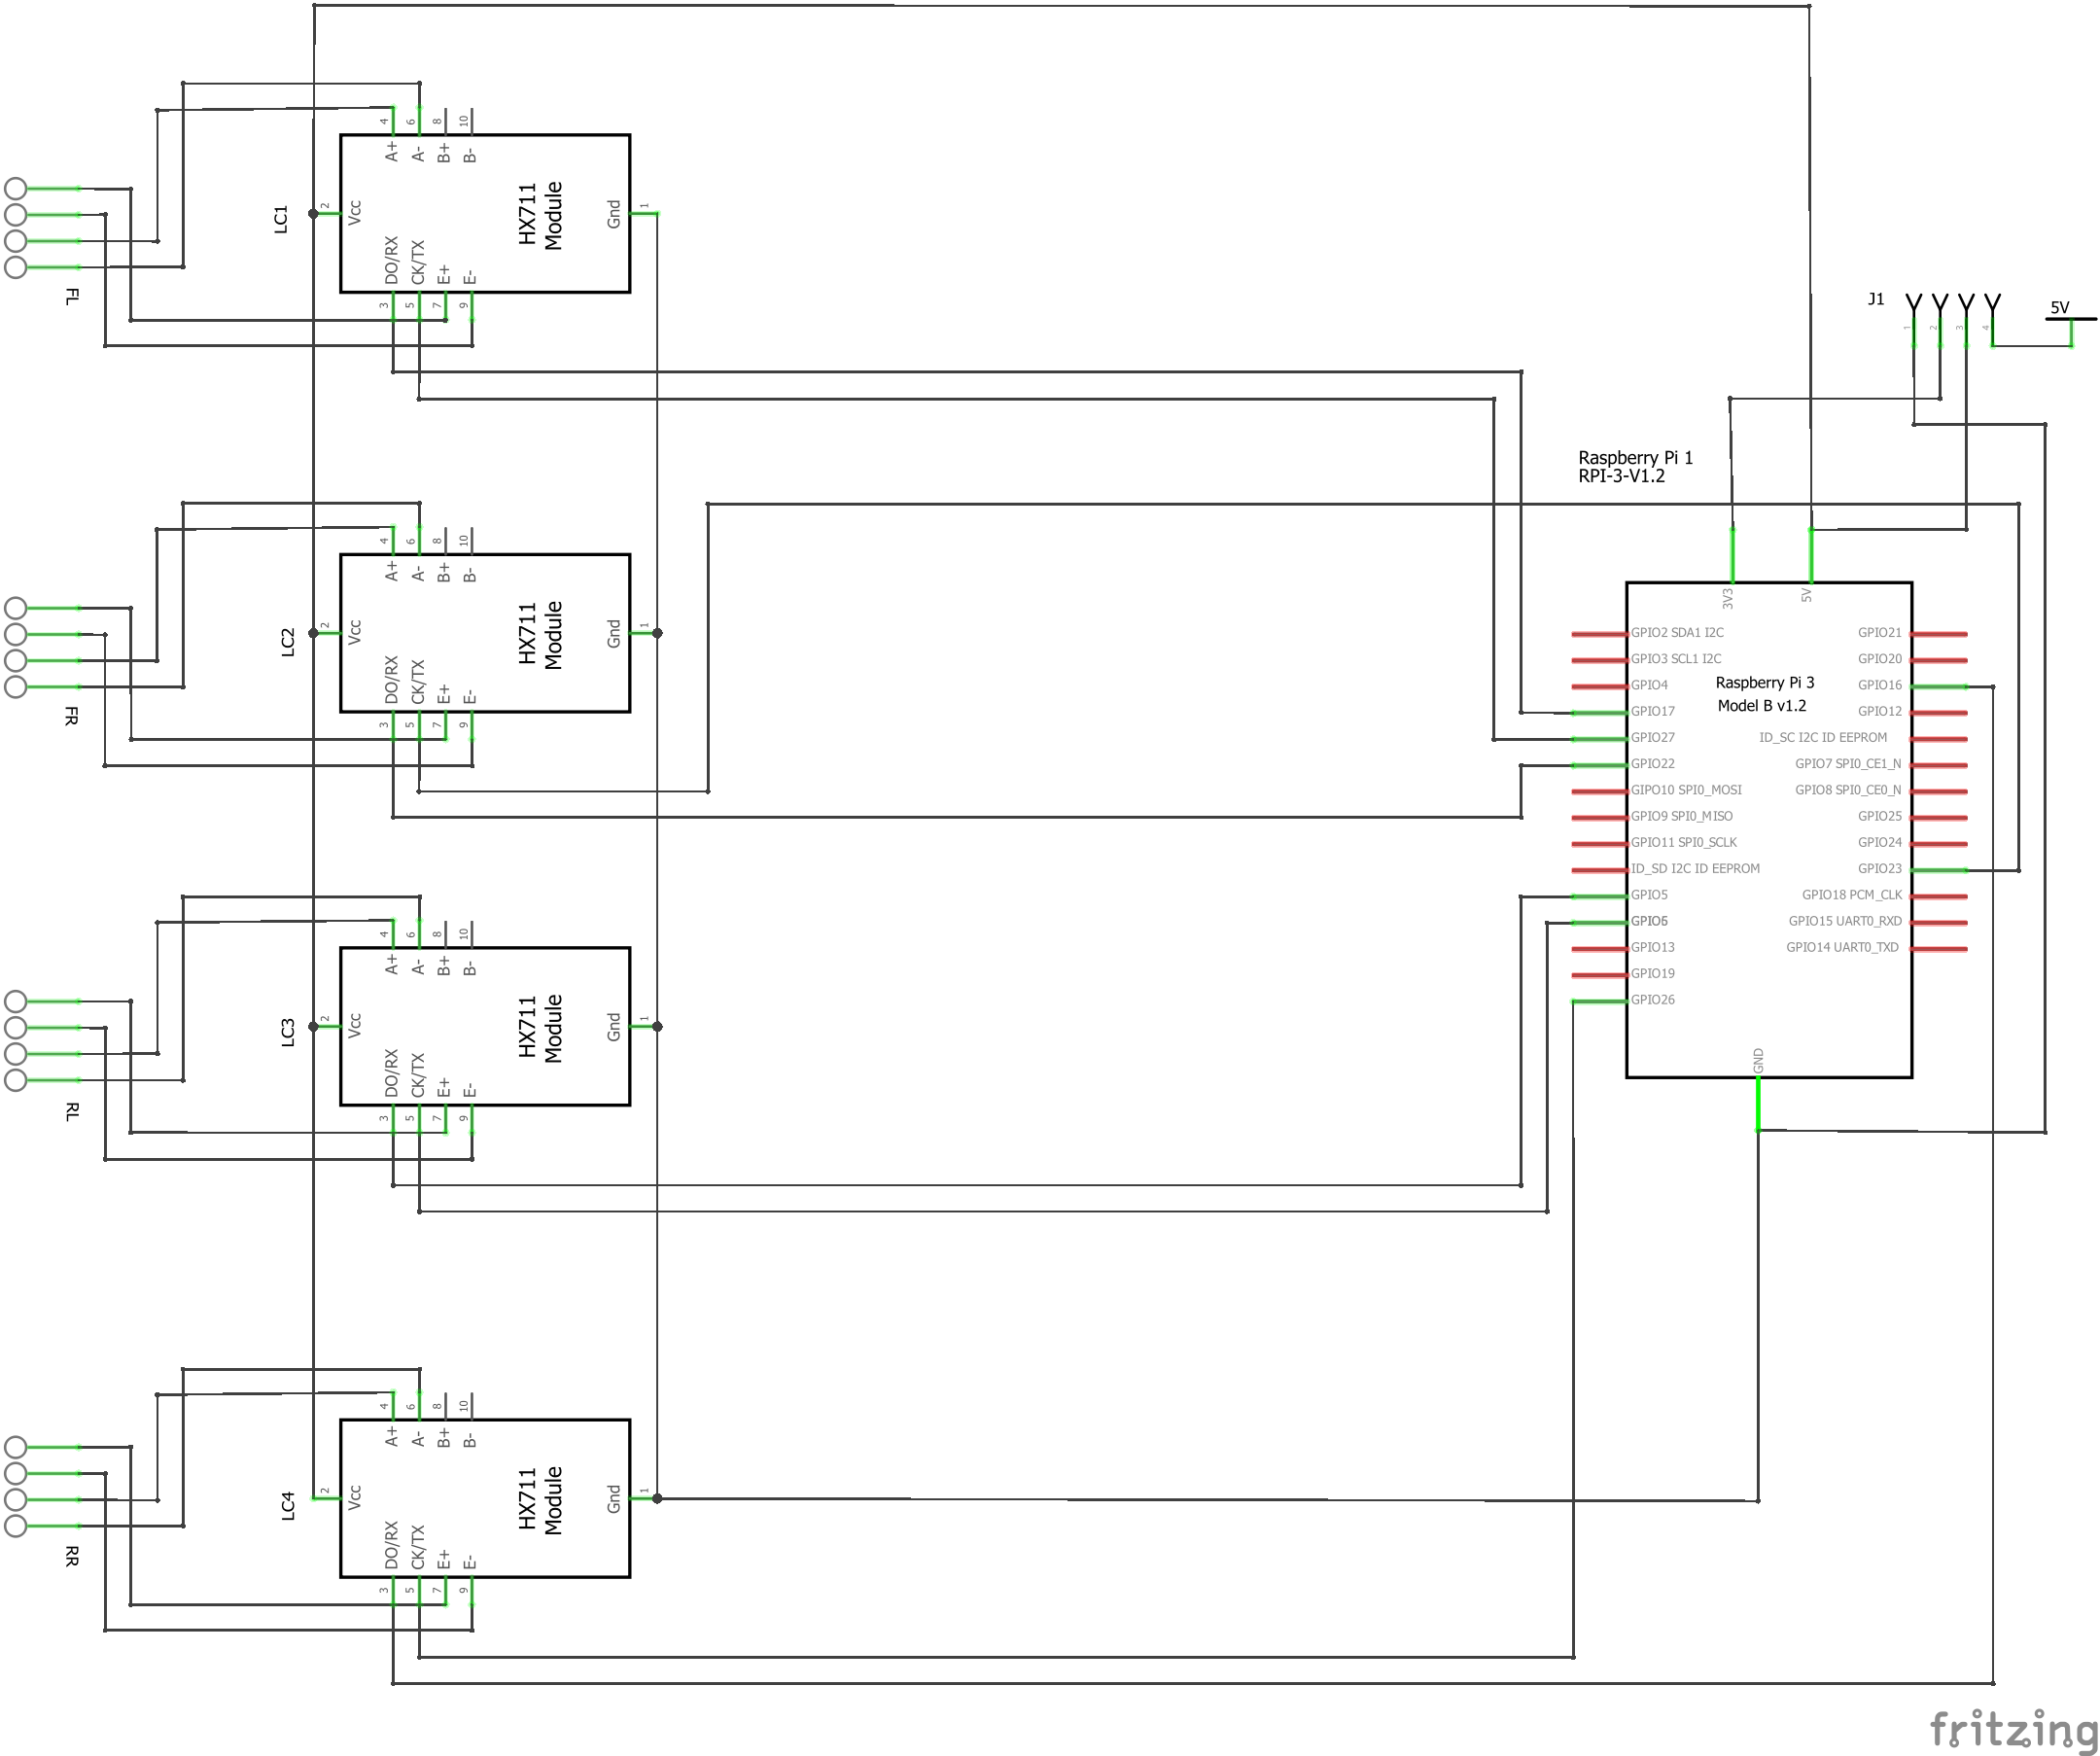 4
6
8
10
A+
A-
B+
B-
LC1
2
Vcc
HX711
Module
Gnd
1
DO/RX
CK/TX
E+
E-
3
5
7
9
FL
J1
1
2
3
4
5V
Raspberry Pi 1
RPI-3-V1.2
4
6
8
10
A+
A-
B+
B-
LC2
2
Vcc
HX711
Module
Gnd
1
DO/RX
CK/TX
E+
E-
3
5
7
9
FR
3V3
5V
GPIO2 SDA1 I2C
GPIO21
GPIO3 SCL1 I2C
GPIO20
GPIO4
Raspberry Pi 3
GPIO16
GPIO17
Model B v1.2
GPIO12
GPIO27
ID_SC I2C ID EEPROM
GPIO22
GPIO7 SPI0_CE1_N
GIPO10 SPI0_MOSI
GPIO8 SPI0_CE0_N
GPIO9 SPI0_MISO
GPIO25
GPIO11 SPI0_SCLK
GPIO24
ID_SD I2C ID EEPROM
GPIO23
GPIO5
GPIO18 PCM_CLK
GPIO15 UART0_RXD
GPIO13
GPIO14 UART0_TXD
GPIO19
GPIO26
GND
4
6
8
10
A+
A-
B+
B-
LC3
2
Vcc
HX711
Module
Gnd
1
DO/RX
CK/TX
E+
E-
3
5
7
9
RL
4
6
8
10
A+
A-
B+
B-
LC4
2
Vcc
HX711
Module
Gnd
1
DO/RX
CK/TX
E+
E-
3
5
7
9
RR
fritzing